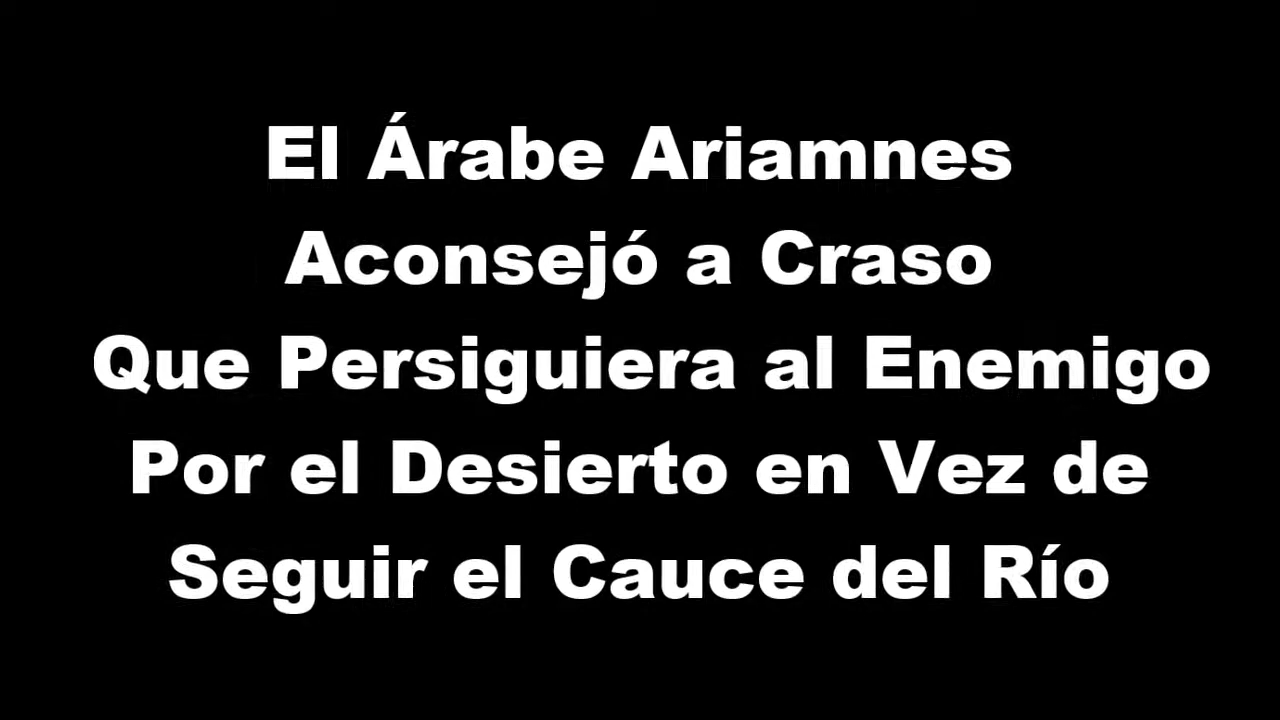 El Árabe Ariamnes
Aconsejó a Craso
Que Persiguiera al Enemigo
Por el Desierto en Vez de
Seguir el Cauce del Río